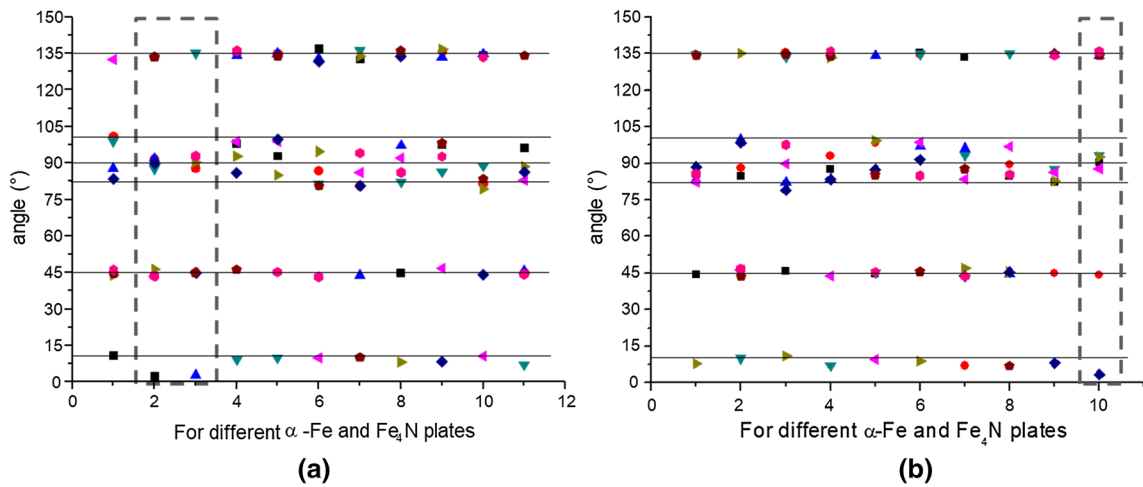 150
135
120
105
90
75
60
45
30
15
0
angle (°)
0 2 4 6 8 10 12
For different α -Fe and Fe4N plates
(a)
150
135
120
105
90
75
60
45
30
15
0
angle (°)
0 2 4 6 8 10
For different α-Fe and Fe4N plates
(b)